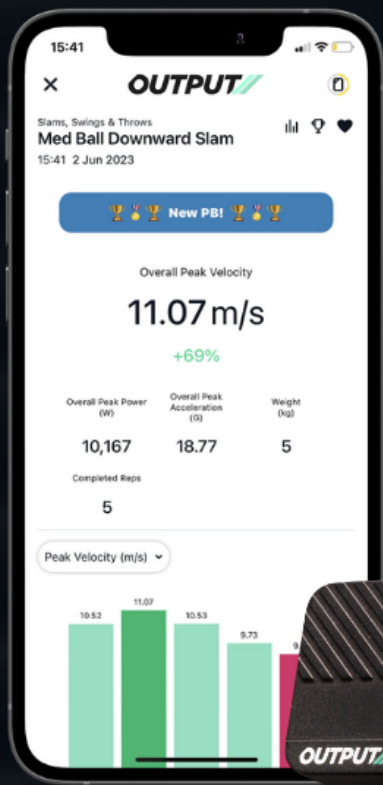 15:41
OUTPUT
Slams, Swings & Throws
Med Ball Downward Slam
15:41 2 Jun 2023
New PB!
Overall Peak Velocity
11.07 m/s
+69%
Overall Peak Power
(W)
Overall Peak
Acceleration
(G)
Weight
(kg)
10,167
18.77
5
Completed Reps
5
Peak Velocity (m/s)
10.52
11.07
10.53
9.73
9
OUTPUT